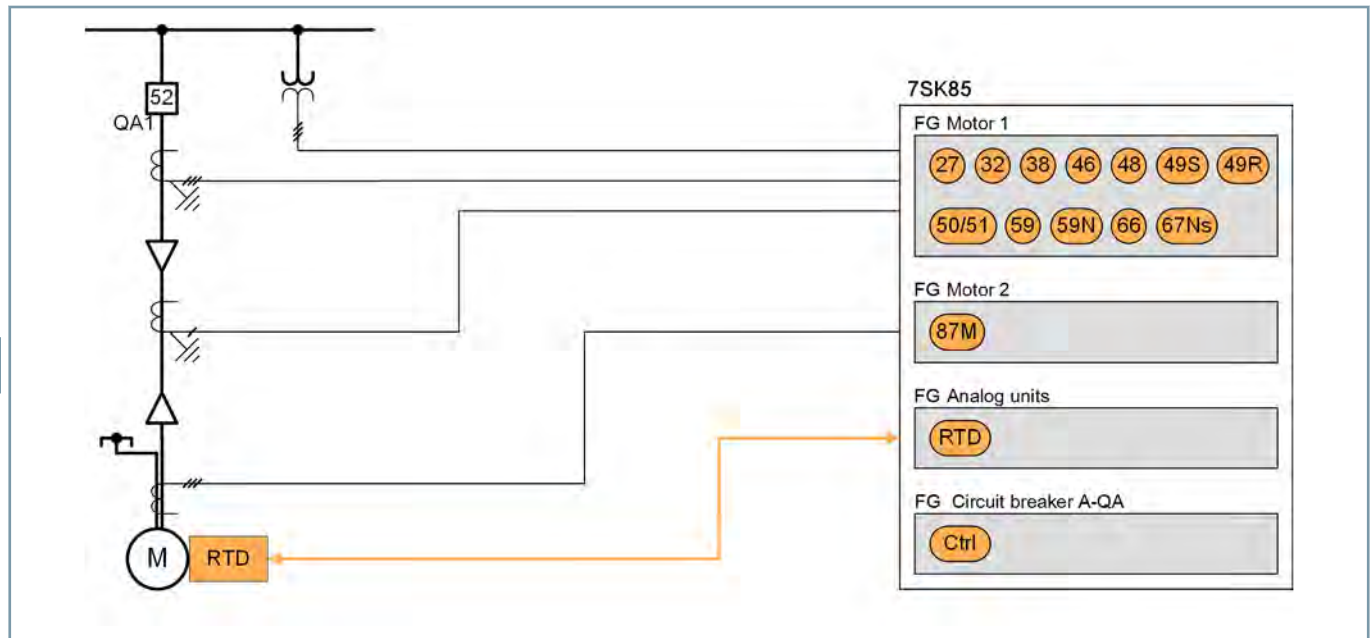 52
QA1
M
RTD
7SK85
FG Motor 1
27 32 38 46 48 49S 49R
50/51 59 59N 66 67Ns
FG Motor 2
87M
FG Analog units
RTD
FG Circuit breaker A-QA
Ctrl